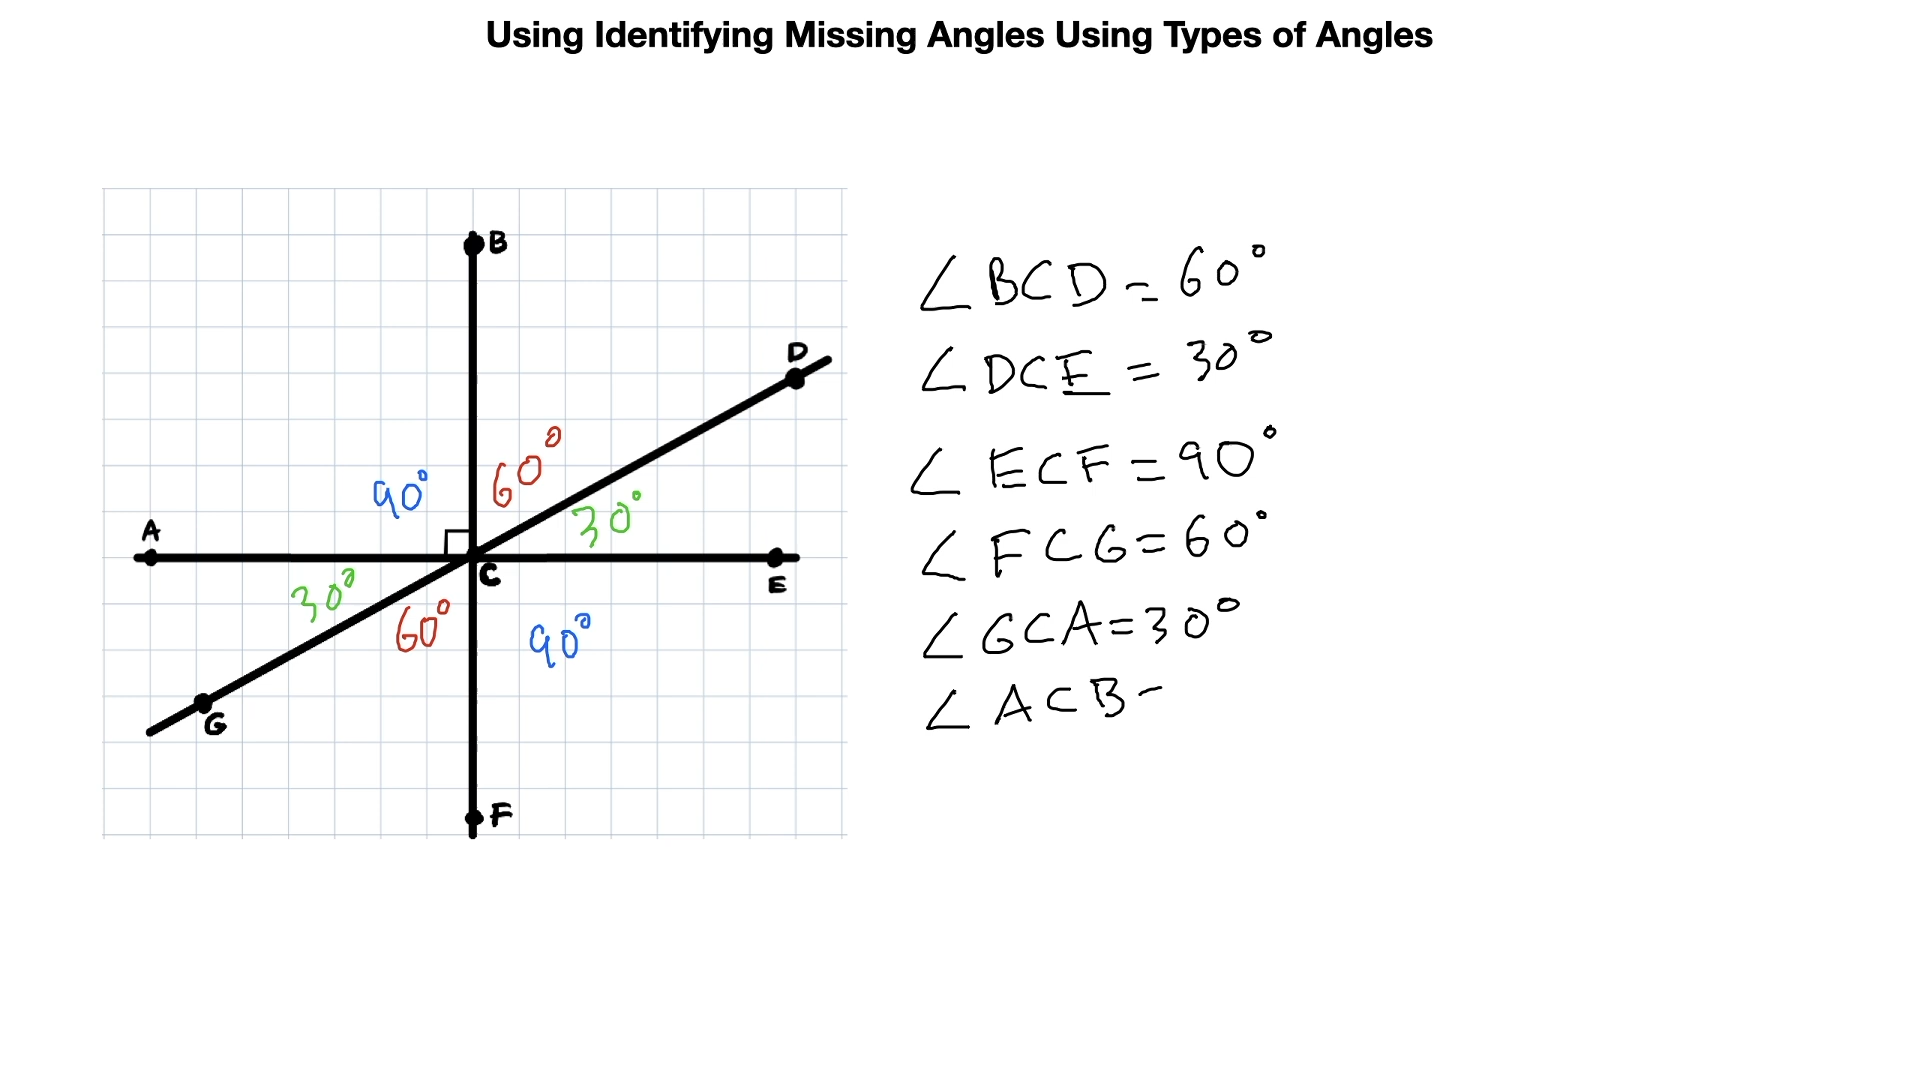 Using Identifying Missing Angles Using Types of Angles
B
D
60°
90°
30°
A
C
E
30°
60°
90°
G
F
∠BCD=60°
∠DCE=30°
∠ECF=90°
∠FCG=60°
∠GCA=30°
∠ACB-